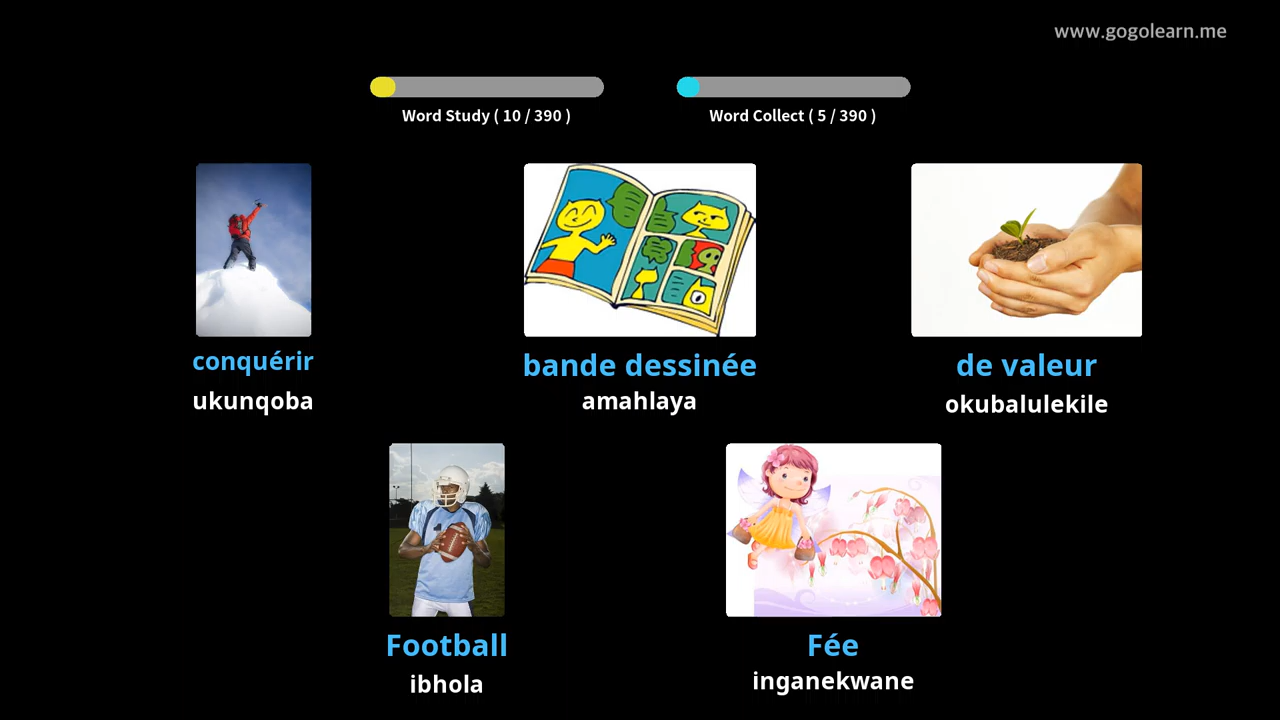 www.gogolearn.me
Word Study ( 10 / 390 )
Word Collect ( 5 / 390 )
conquérir
ukunqoba
bande dessinée
amahlaya
de valeur
okubalulekile
Football
ibhola
Fée
inganekwane